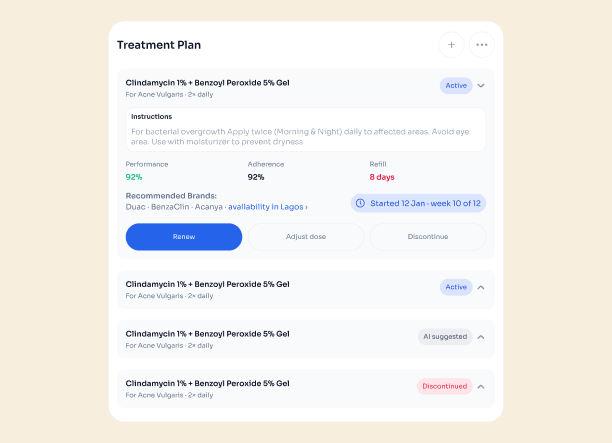 Treatment Plan
Clindamycin 1% + Benzoyl Peroxide 5% Gel
Active
For Acne Vulgaris · 2× daily
Instructions
For bacterial overgrowth Apply twice (Morning & Night) daily to affected areas. Avoid eye
area. Use with moisturizer to prevent dryness
Performance
Adherence
Refill
92%
92%
8 days
Recommended Brands:
Duac · BenzaClin · Acanya · availability in Lagos ›
Started 12 Jan · week 10 of 12
Renew
Adjust dose
Discontinue
Clindamycin 1% + Benzoyl Peroxide 5% Gel
Active
For Acne Vulgaris · 2× daily
Clindamycin 1% + Benzoyl Peroxide 5% Gel
AI suggested
For Acne Vulgaris · 2× daily
Clindamycin 1% + Benzoyl Peroxide 5% Gel
Discontinued
For Acne Vulgaris · 2× daily